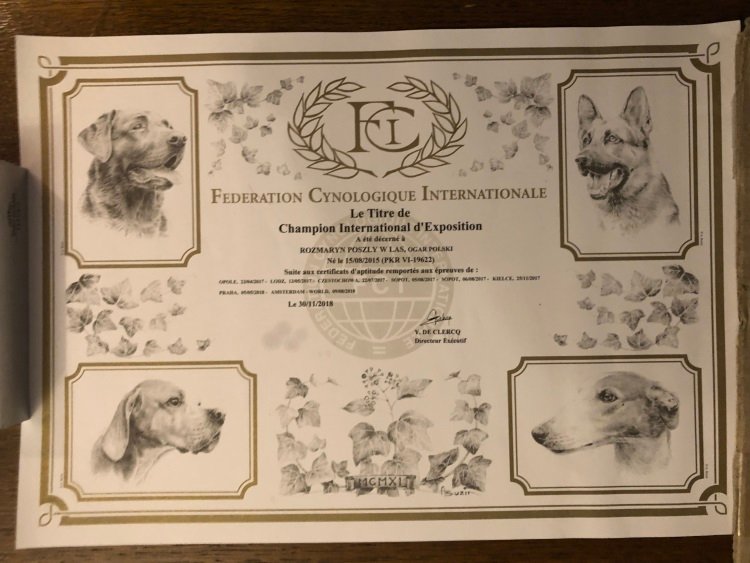 FCI
FEDERATION CYNOLOGIQUE INTERNATIONALE
Le Titre de
Champion International d'Exposition
A été décerné à
ROZMARYN POSZLY W LAS, OGAR POLSKI
Né le 15/08/2015 (PKR VI-19622)
Suite aux certificats d'aptitude remportés aux épreuves de :
OPOLE, 22/04/2017 - LODZ, 12/05/2017 - CZESTOCHOWA, 22/07/2017 - SOPOT, 05/08/2017 - SOPOT, 06/08/2017 - KIELCE, 25/11/2017
PRAHA, 05/05/2018 - AMSTERDAM - WORLD, 09/08/2018
Le 30/11/2018
Y. DE CLERCQ
Directeur Exécutif
MCMXI